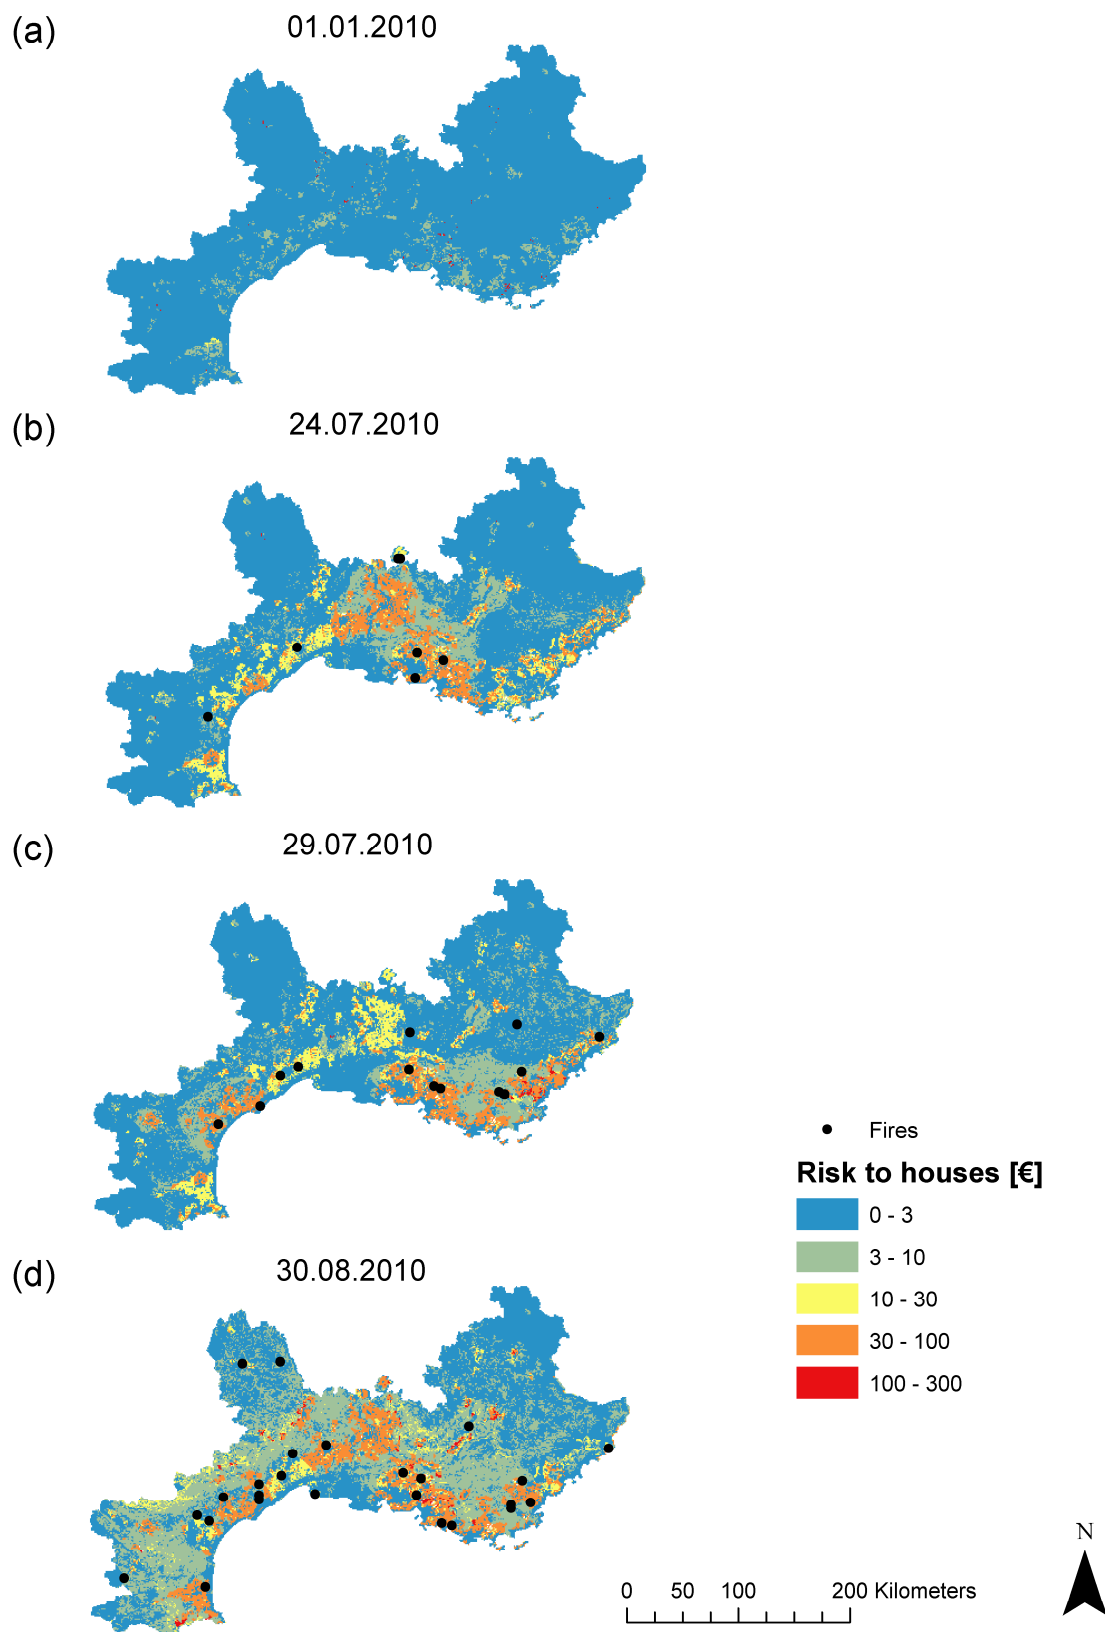 (a)
01.01.2010
(b)
24.07.2010
(c)
29.07.2010
Fires
Risk to houses [€]
0 - 3
3 - 10
10 - 30
30 - 100
100 - 300
(d)
30.08.2010
N
0 50 100 200 Kilometers